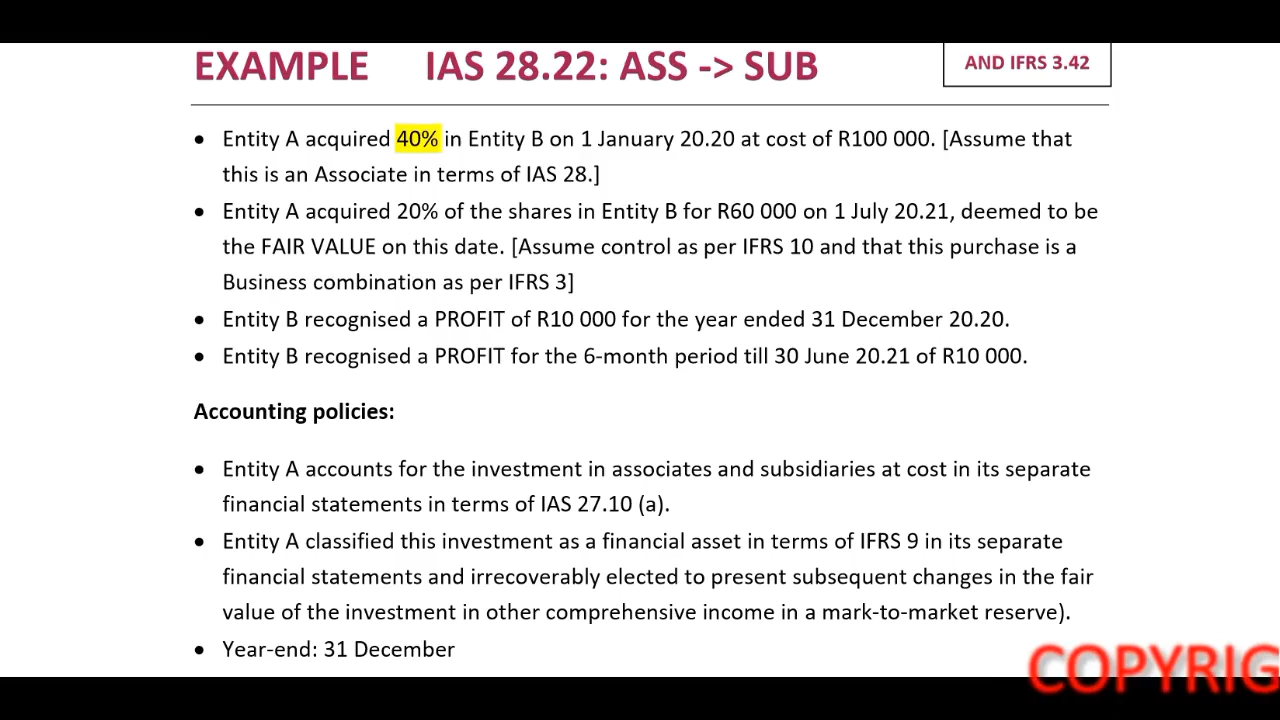 EXAMPLE IAS 28.22: ASS -> SUB
AND IFRS 3.42
• Entity A acquired 40% in Entity B on 1 January 20.20 at cost of R100 000. [Assume that
this is an Associate in terms of IAS 28.]
• Entity A acquired 20% of the shares in Entity B for R60 000 on 1 July 20.21, deemed to be
the FAIR VALUE on this date. [Assume control as per IFRS 10 and that this purchase is a
Business combination as per IFRS 3]
• Entity B recognised a PROFIT of R10 000 for the year ended 31 December 20.20.
• Entity B recognised a PROFIT for the 6-month period till 30 June 20.21 of R10 000.
Accounting policies:
• Entity A accounts for the investment in associates and subsidiaries at cost in its separate
financial statements in terms of IAS 27.10 (a).
• Entity A classified this investment as a financial asset in terms of IFRS 9 in its separate
financial statements and irrecoverably elected to present subsequent changes in the fair
value of the investment in other comprehensive income in a mark-to-market reserve).
• Year-end: 31 December
COPYRIG